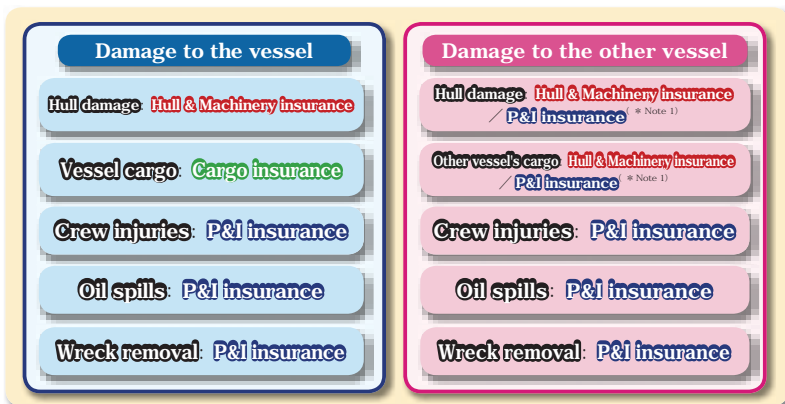 Damage to the vessel
Hull damage: Hull & Machinery insurance
Vessel cargo: Cargo insurance
Crew injuries: P&I insurance
Oil spills: P&I insurance
Wreck removal: P&I insurance
Damage to the other vessel
Hull damage: Hull & Machinery insurance
／ P&I insurance( * Note 1)
Other vessel's cargo: Hull & Machinery insurance
／ P&I insurance( * Note 1)
Crew injuries: P&I insurance
Oil spills: P&I insurance
Wreck removal: P&I insurance